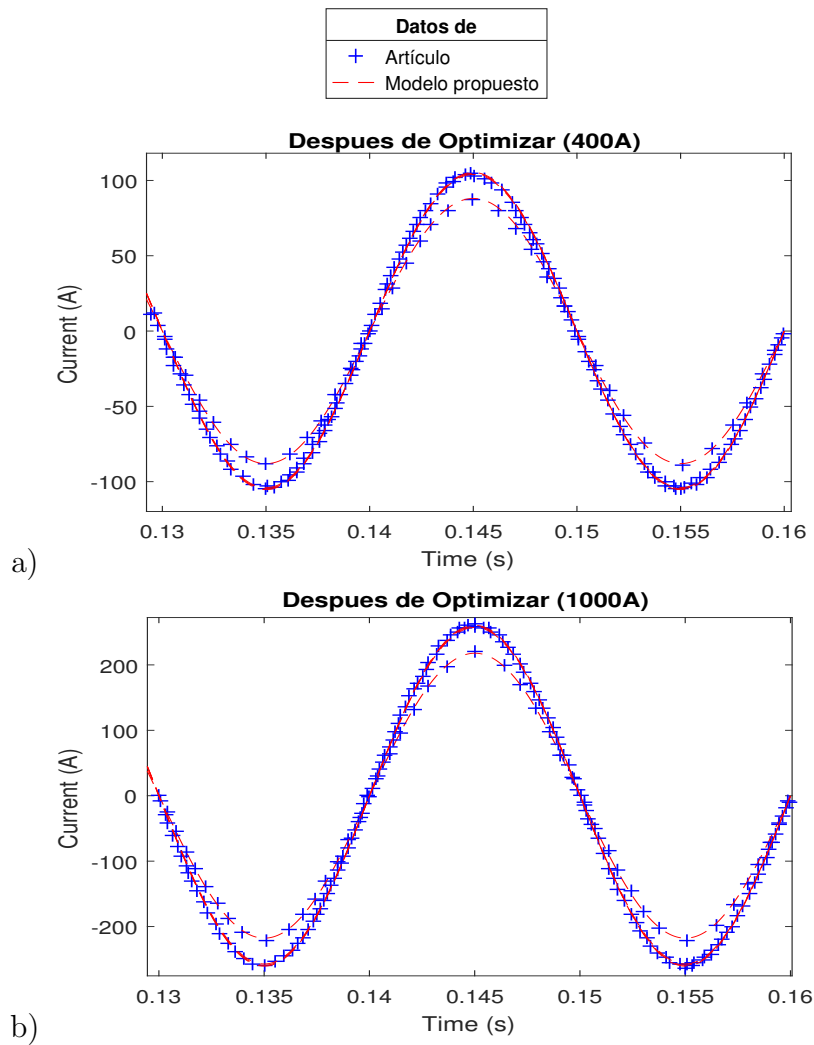 Datos de
Artículo
Modelo propuesto
Despues de Optimizar (400A)
100
50
0
-50
-100
Current (A)
0.13 0.135 0.14 0.145 0.15 0.155 0.16
Time (s)
a)
Despues de Optimizar (1000A)
200
100
0
-100
-200
Current (A)
0.13 0.135 0.14 0.145 0.15 0.155 0.16
Time (s)
b)